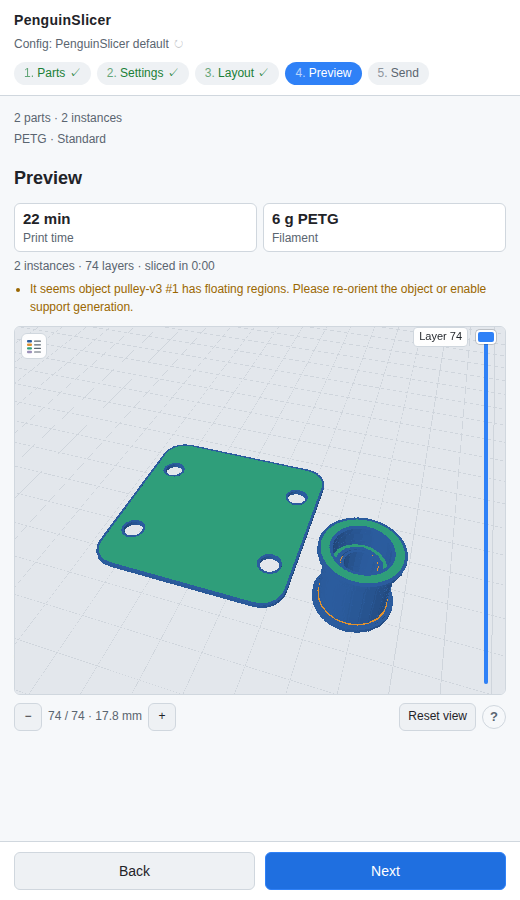 PenguinSlicer
Config: PenguinSlicer default
1. Parts ✓ 2. Settings ✓ 3. Layout ✓ 4. Preview 5. Send
2 parts · 2 instances
PETG · Standard
Preview
22 min 6 g PETG
Print time Filament
2 instances · 74 layers · sliced in 0:00
• It seems object pulley-v3 #1 has floating regions. Please re-orient the object or enable
support generation.
Layer 74
− 74 / 74 · 17.8 mm + Reset view ?
Back Next